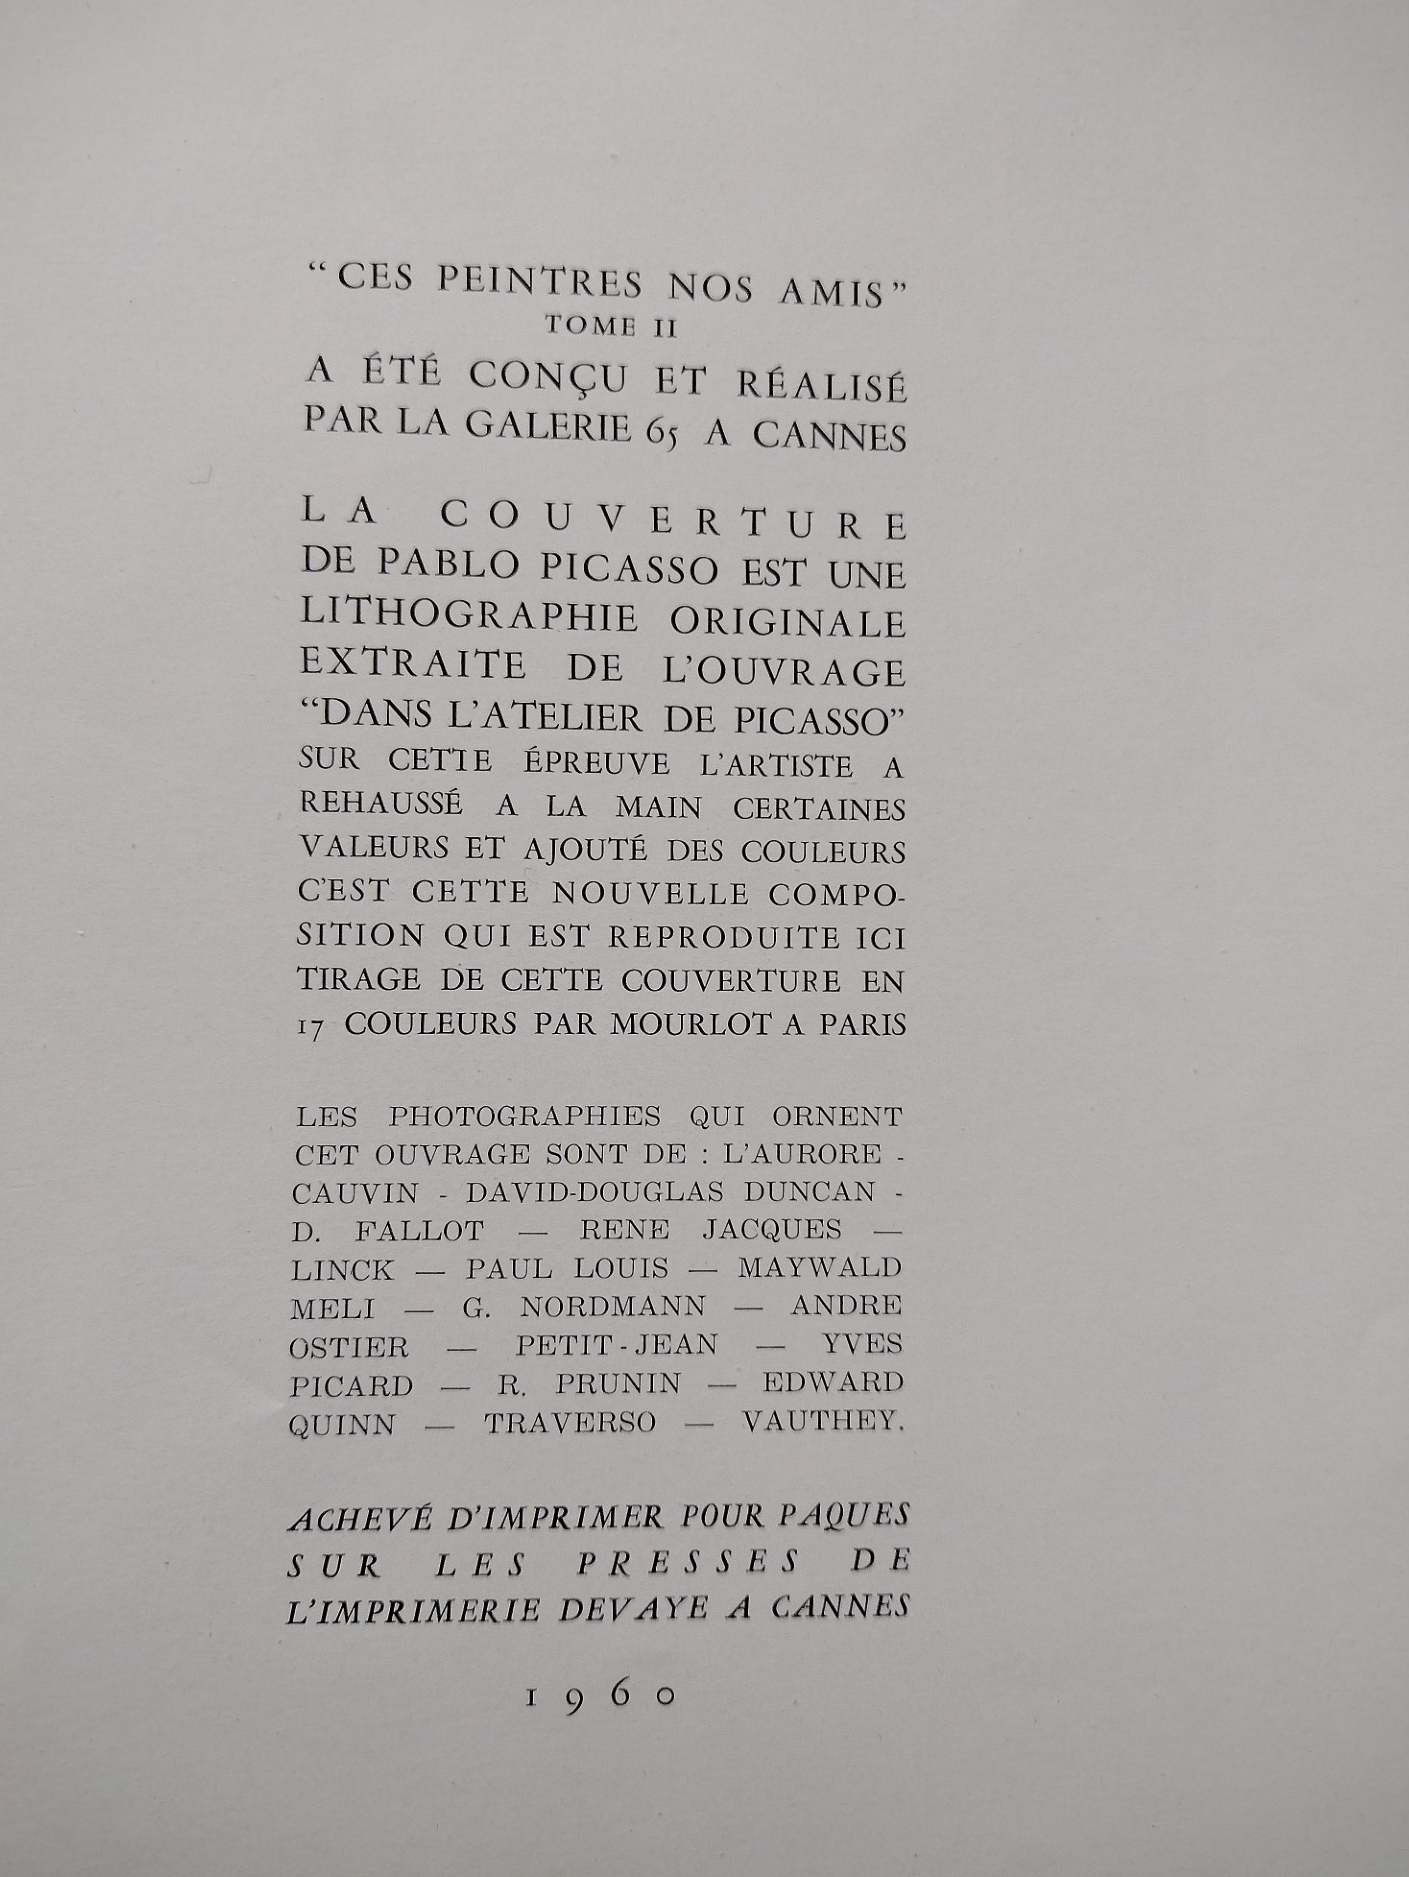 “CES PEINTRES NOS AMIS”
TOME II
A ÉTÉ CONÇU ET RÉALISÉ
PAR LA GALERIE 65 A CANNES
LA COUVERTURE
DE PABLO PICASSO EST UNE
LITHOGRAPHIE ORIGINALE
EXTRAITE DE L’OUVRAGE
“DANS L’ATELIER DE PICASSO”
SUR CETTE ÉPREUVE L’ARTISTE A
REHAUSSÉ A LA MAIN CERTAINES
VALEURS ET AJOUTÉ DES COULEURS
C’EST CETTE NOUVELLE COMPO-
SITION QUI EST REPRODUITE ICI
TIRAGE DE CETTE COUVERTURE EN
17 COULEURS PAR MOURLOT A PARIS
LES PHOTOGRAPHIES QUI ORNENT
CET OUVRAGE SONT DE : L’AURORE -
CAUVIN - DAVID-DOUGLAS DUNCAN -
D. FALLOT — RENE JACQUES —
LINCK — PAUL LOUIS — MAYWALD
MELI — G. NORDMANN — ANDRE
OSTIER — PETIT-JEAN — YVES
PICARD — R. PRUNIN — EDWARD
QUINN — TRAVERSO — VAUTHEY.
ACHEVÉ D’IMPRIMER POUR PAQUES
SUR LES PRESSES DE
L’IMPRIMERIE DEVAYE A CANNES
1960